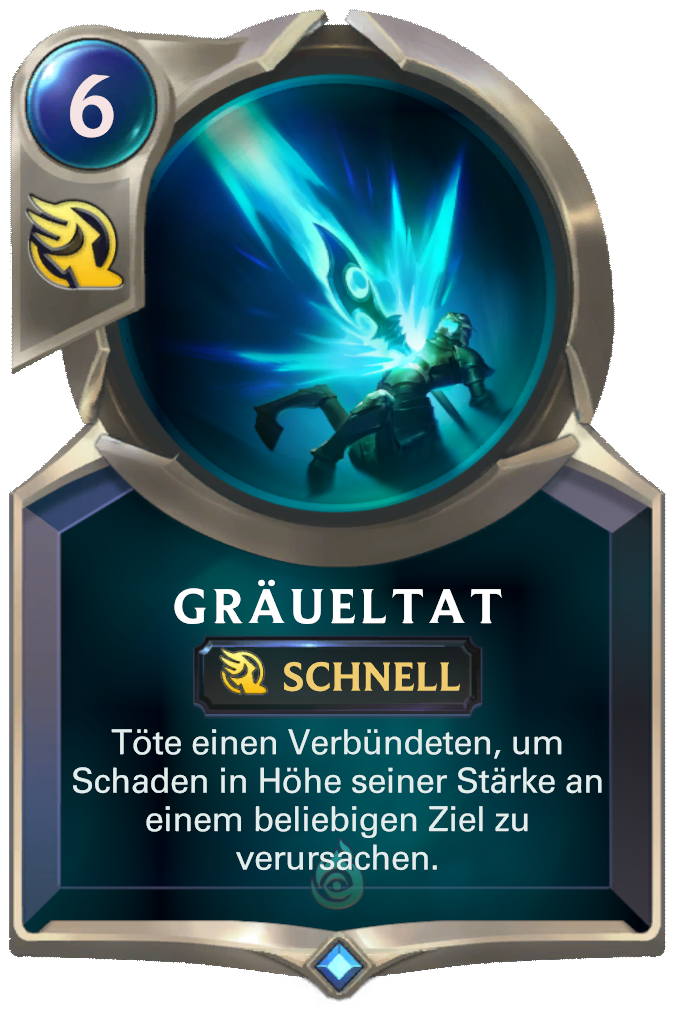 6
GRÄUELTAT
SCHNELL
Töte einen Verbündeten, um
Schaden in Höhe seiner Stärke an
einem beliebigen Ziel zu
verursachen.